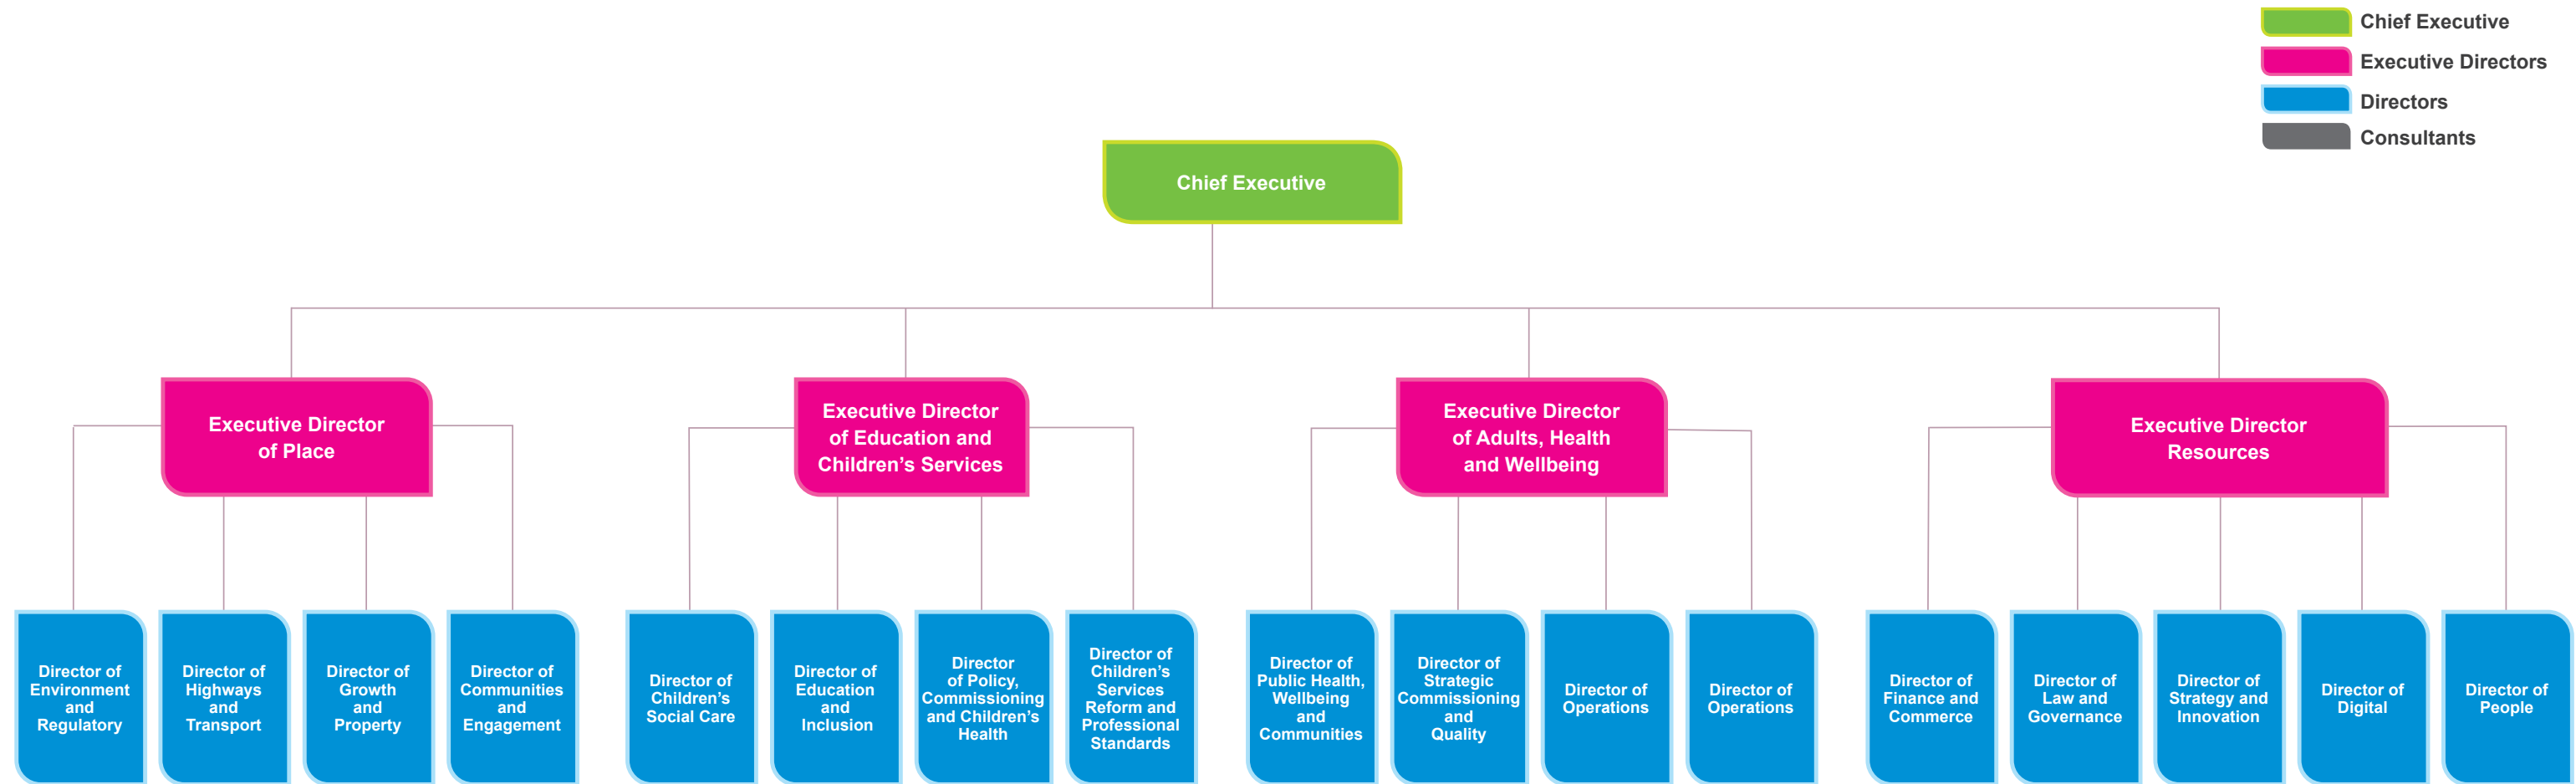 Chief Executive
Executive Directors
Directors
Consultants
Chief Executive
Executive Director
of Place
Executive Director
of Education and
Children’s Services
Executive Director
of Adults, Health
and Wellbeing
Executive Director
Resources
Director of
Environment
and
Regulatory
Director of
Highways
and
Transport
Director of
Growth
and
Property
Director of
Communities
and
Engagement
Director of
Children’s
Social Care
Director of
Education
and
Inclusion
Director
of Policy,
Commissioning
and Children’s
Health
Director of
Children’s
Services
Reform and
Professional
Standards
Director of
Public Health,
Wellbeing
and
Communities
Director of
Strategic
Commissioning
and
Quality
Director of
Operations
Director of
Operations
Director of
Finance and
Commerce
Director of
Law and
Governance
Director of
Strategy and
Innovation
Director of
Digital
Director of
People